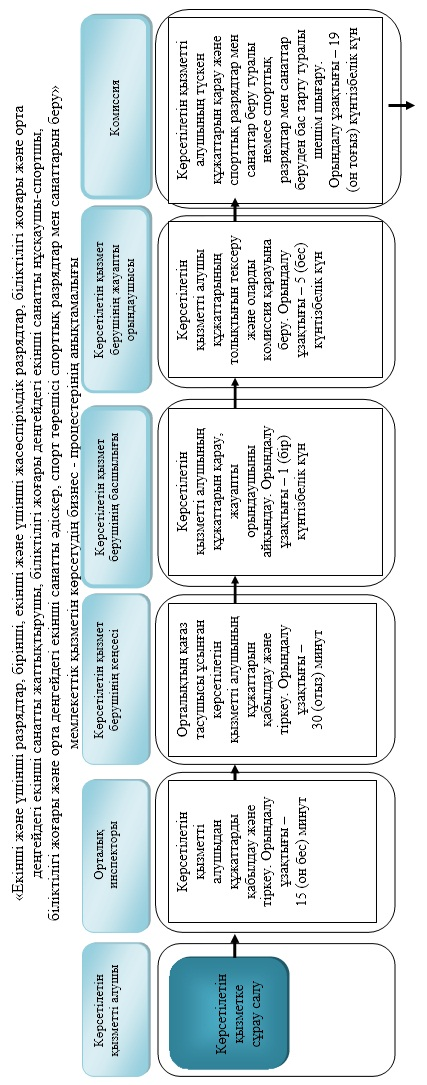 «Екінші және үшінші разрядтар, бірінші, екінші және үшінші жасөспірімдік разрядтар, біліктілігі жоғары және орта
деңгейдегі екінші санатты жаттықтырушы, біліктілігі жоғары деңгейдегі екінші санатты нұсқаушы-спортшы,
біліктілігі жоғары және орта деңгейдегі екінші санатты әдіскер, спорт төрешісі спорттық разрядтар мен санаттарын беру»
мемлекеттік қызметін көрсетудің бизнес - процестерінің анықтамалығы
Көрсетілетін
қызметті алушы
Көрсетілетін
қызметке
сұрау салу
Орталық
инспекторы
Көрсетілетін
қызметті
алушыдан
құжаттарды
қабылдау және
тіркеу. Орындалу
ұзақтығы –
15 (он бес) минут
Көрсетілетін қызмет
берушінің кеңсесі
Орталықтың қағаз
тасушысы ұсынған
көрсетілетін
қызметті алушының
құжаттарын
қабылдау және
тіркеу. Орындалу
ұзақтығы –
30 (отыз) минут
Көрсетілетін қызмет
берушінің басшылығы
Көрсетілетін
қызметті алушының
құжаттарын қарау,
жауапты
орындаушыны
айқындау. Орындалу
ұзақтығы – 1 (бір)
күнтізбелік күн
Көрсетілетін қызмет
берушінің жауапты
орындаушысы
Көрсетілетін
қызметті алушы
құжаттарының
толықтығын тексеру
және оларды
комиссия қарауына
беру. Орындалу
ұзақтығы – 5 (бес)
күнтізбелік күн
Комиссия
Көрсетілетін қызметті
алушының түскен
құжаттарын қарау және
спорттық разрядтар мен
санаттар беру туралы
немесе спорттық
разрядтар мен санаттар
беруден бас тарту туралы
шешім шығару.
Орындалу ұзақтығы – 19
(он тоғыз) күнтізбелік күн